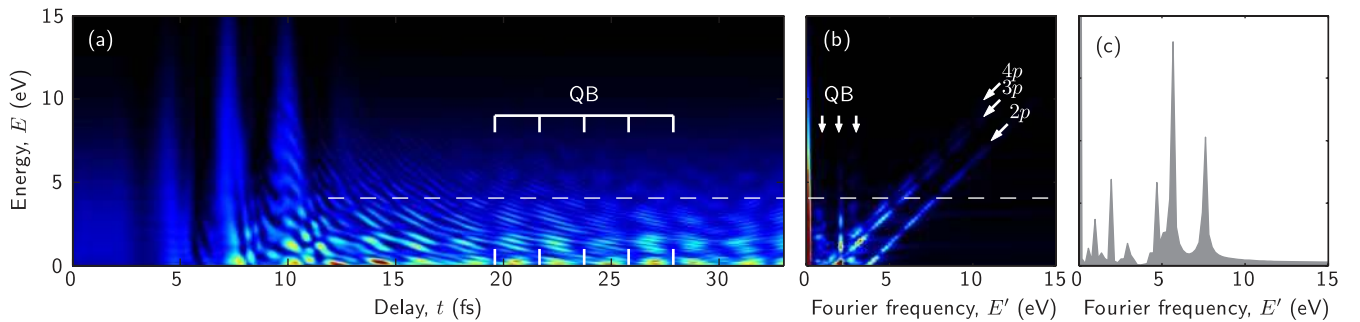 15
10
5
0
Energy, E (eV)
(a)
QB
0
5
10
15
20
25
30
Delay, t (fs)
(b)
QB
4p
3p
2p
0
5
10
15
Fourier frequency, E′ (eV)
(c)
0
5
10
15
Fourier frequency, E′ (eV)